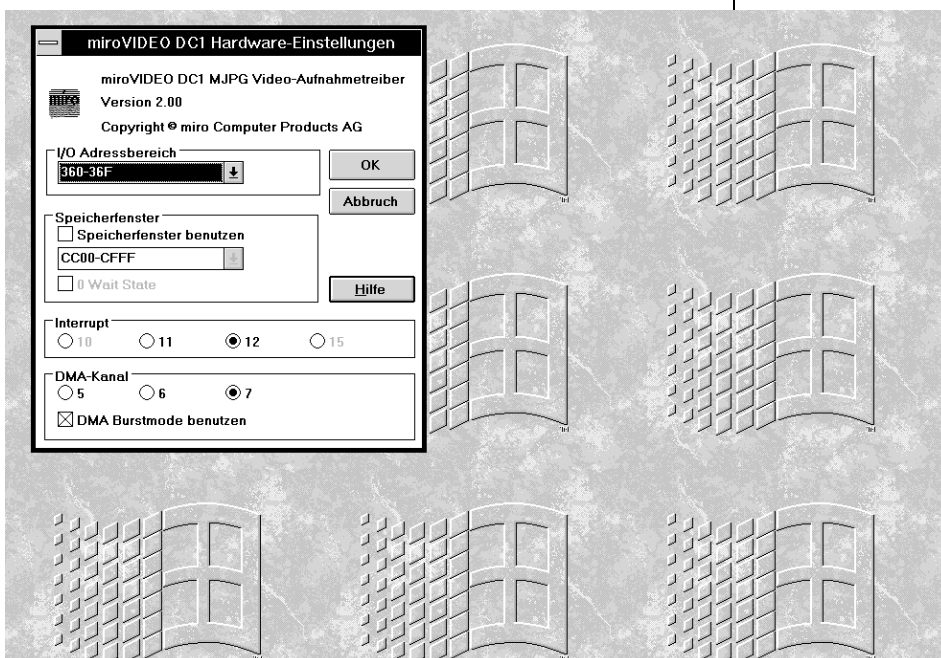 miroVIDEO DC1 Hardware-Einstellungen
miroVIDEO DC1 MJPG Video-Aufnahmetreiber
miro
Version 2.00
Copyright © miro Computer Products AG
I/O Adressbereich
360-36F
OK
Abbruch
Speicherfenster
Speicherfenster benutzen
CC00-CFFF
0 Wait State
Hilfe
Interrupt
10 11 12 15
DMA-Kanal
5 6 7
DMA Burstmode benutzen